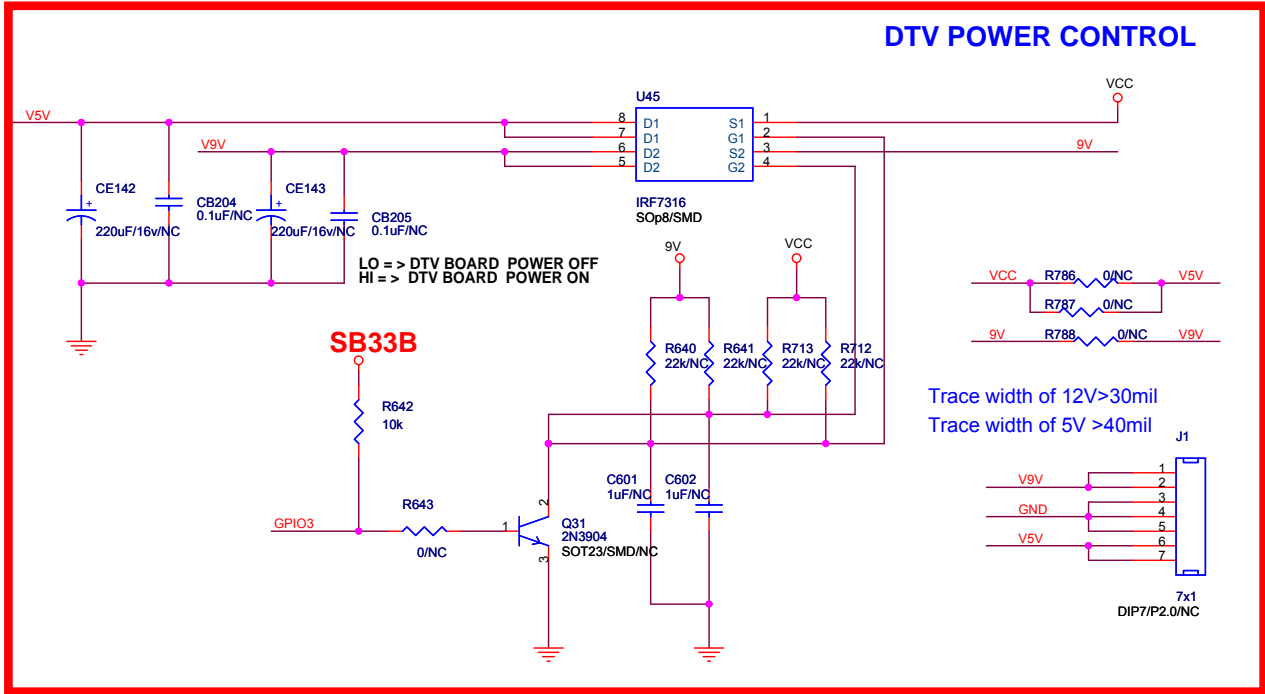 DTV POWER CONTROL
VCC
U45
V5V
8 D1 S1 1
7 D1 G1 2
V9V
6 D2 S2 3
9V
5 D2 G2 4
CE142
CB204
0.1uF/NC
CE143
CB205
0.1uF/NC
220uF/16v/NC
220uF/16v/NC
IRF7316
SOp8/SMD
LO = > DTV BOARD POWER OFF
HI = > DTV BOARD POWER ON
9V
VCC
VCC R786 0/NC V5V
R787 0/NC
9V R788 0/NC V9V
SB33B
R640
22k/NC
R641
22k/NC
R713
22k/NC
R712
22k/NC
R642
10k
Trace width of 12V>30mil
Trace width of 5V >40mil
J1
C601
1uF/NC
C602
1uF/NC
R643
0/NC
GPIO3
1
2
3
Q31
2N3904
SOT23/SMD/NC
V9V
GND
V5V
1
2
3
4
5
6
7
7x1
DIP7/P2.0/NC
+
+